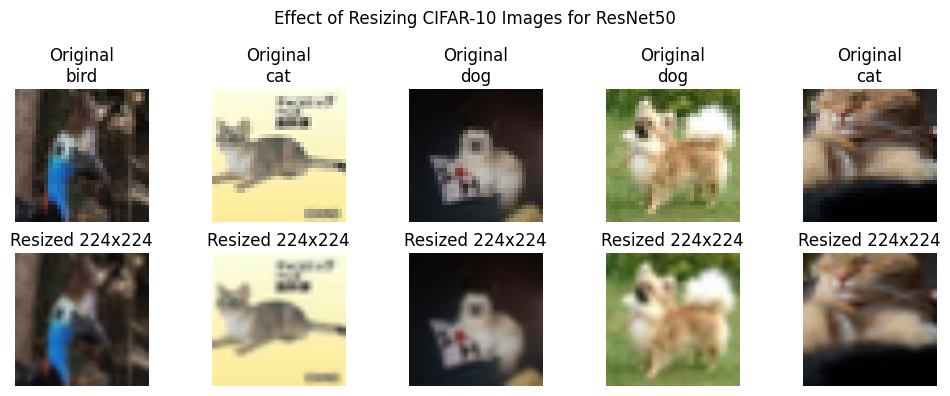 Effect of Resizing CIFAR-10 Images for ResNet50
Original
bird
Original
cat
Original
dog
Original
dog
Original
cat
Resized 224x224
Resized 224x224
Resized 224x224
Resized 224x224
Resized 224x224